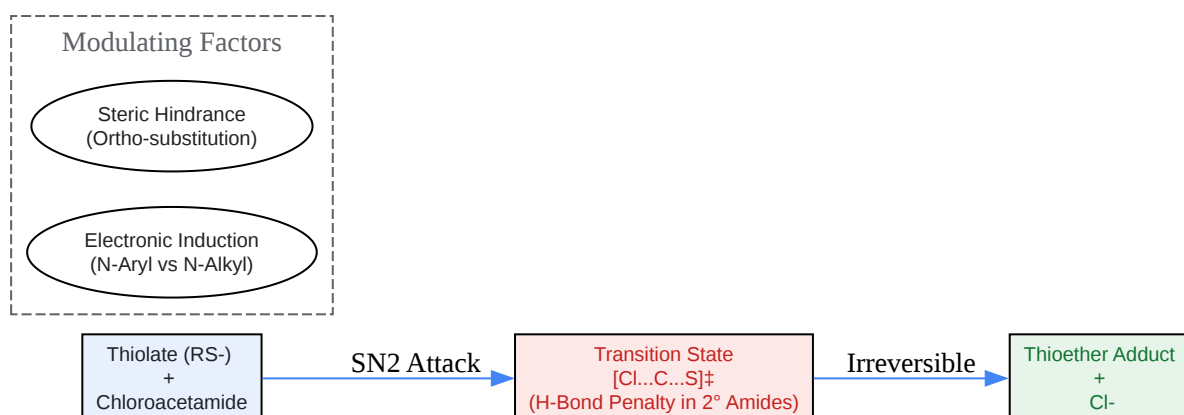 Modulating Factors
Steric Hindrance
(Ortho-substitution)
Electronic Induction
(N-Aryl vs N-Alkyl)
Thiolate (RS-)
+
Chloroacetamide
SN2 Attack
Transition State
[Cl...C...S]‡
(H-Bond Penalty in 2° Amides)
Irreversible
Thioether Adduct
+
Cl-